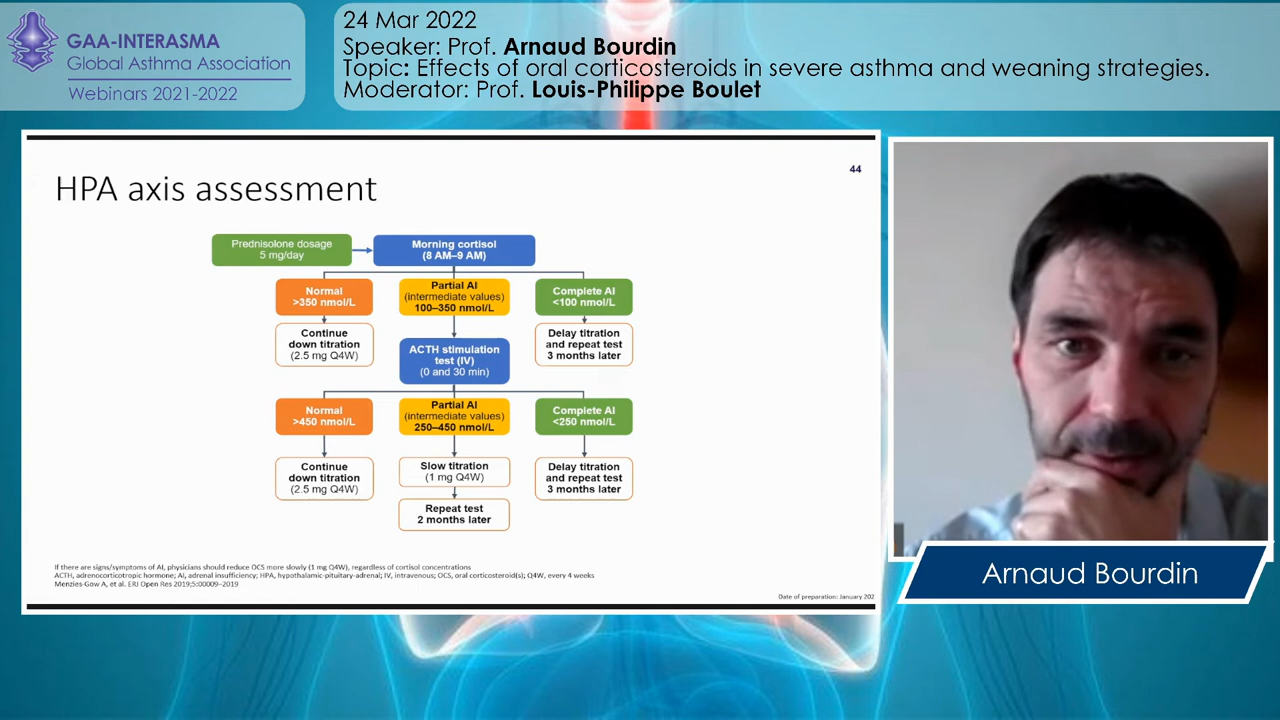 GAA-INTERASMA
Global Asthma Association
Webinars 2021-2022
24 Mar 2022
Speaker: Prof. Arnaud Bourdin
Topic: Effects of oral corticosteroids in severe asthma and weaning strategies.
Moderator: Prof. Louis-Philippe Boulet
44
HPA axis assessment
Prednisolone dosage
5 mg/day
Morning cortisol
(8 AM–9 AM)
Normal
>350 nmol/L
Partial AI
(intermediate values)
100–350 nmol/L
Complete AI
<100 nmol/L
Continue
down titration
(2.5 mg Q4W)
ACTH stimulation
test (IV)
(0 and 30 min)
Delay titration
and repeat test
3 months later
Normal
>450 nmol/L
Partial AI
(intermediate values)
250–450 nmol/L
Complete AI
<250 nmol/L
Continue
down titration
(2.5 mg Q4W)
Slow titration
(1 mg Q4W)
Delay titration
and repeat test
3 months later
Repeat test
2 months later
If there are signs/symptoms of AI, physicians should reduce OCS more slowly (1 mg Q4W), regardless of cortisol concentrations
ACTH, adrenocorticotropic hormone; AI, adrenal insufficiency; HPA, hypothalamic-pituitary-adrenal; IV, intravenous; OCS, oral corticosteroid(s); Q4W, every 4 weeks
Menzies-Gow A, et al. ERJ Open Res 2019;5:00009–2019
Date of preparation: January 202
Arnaud Bourdin